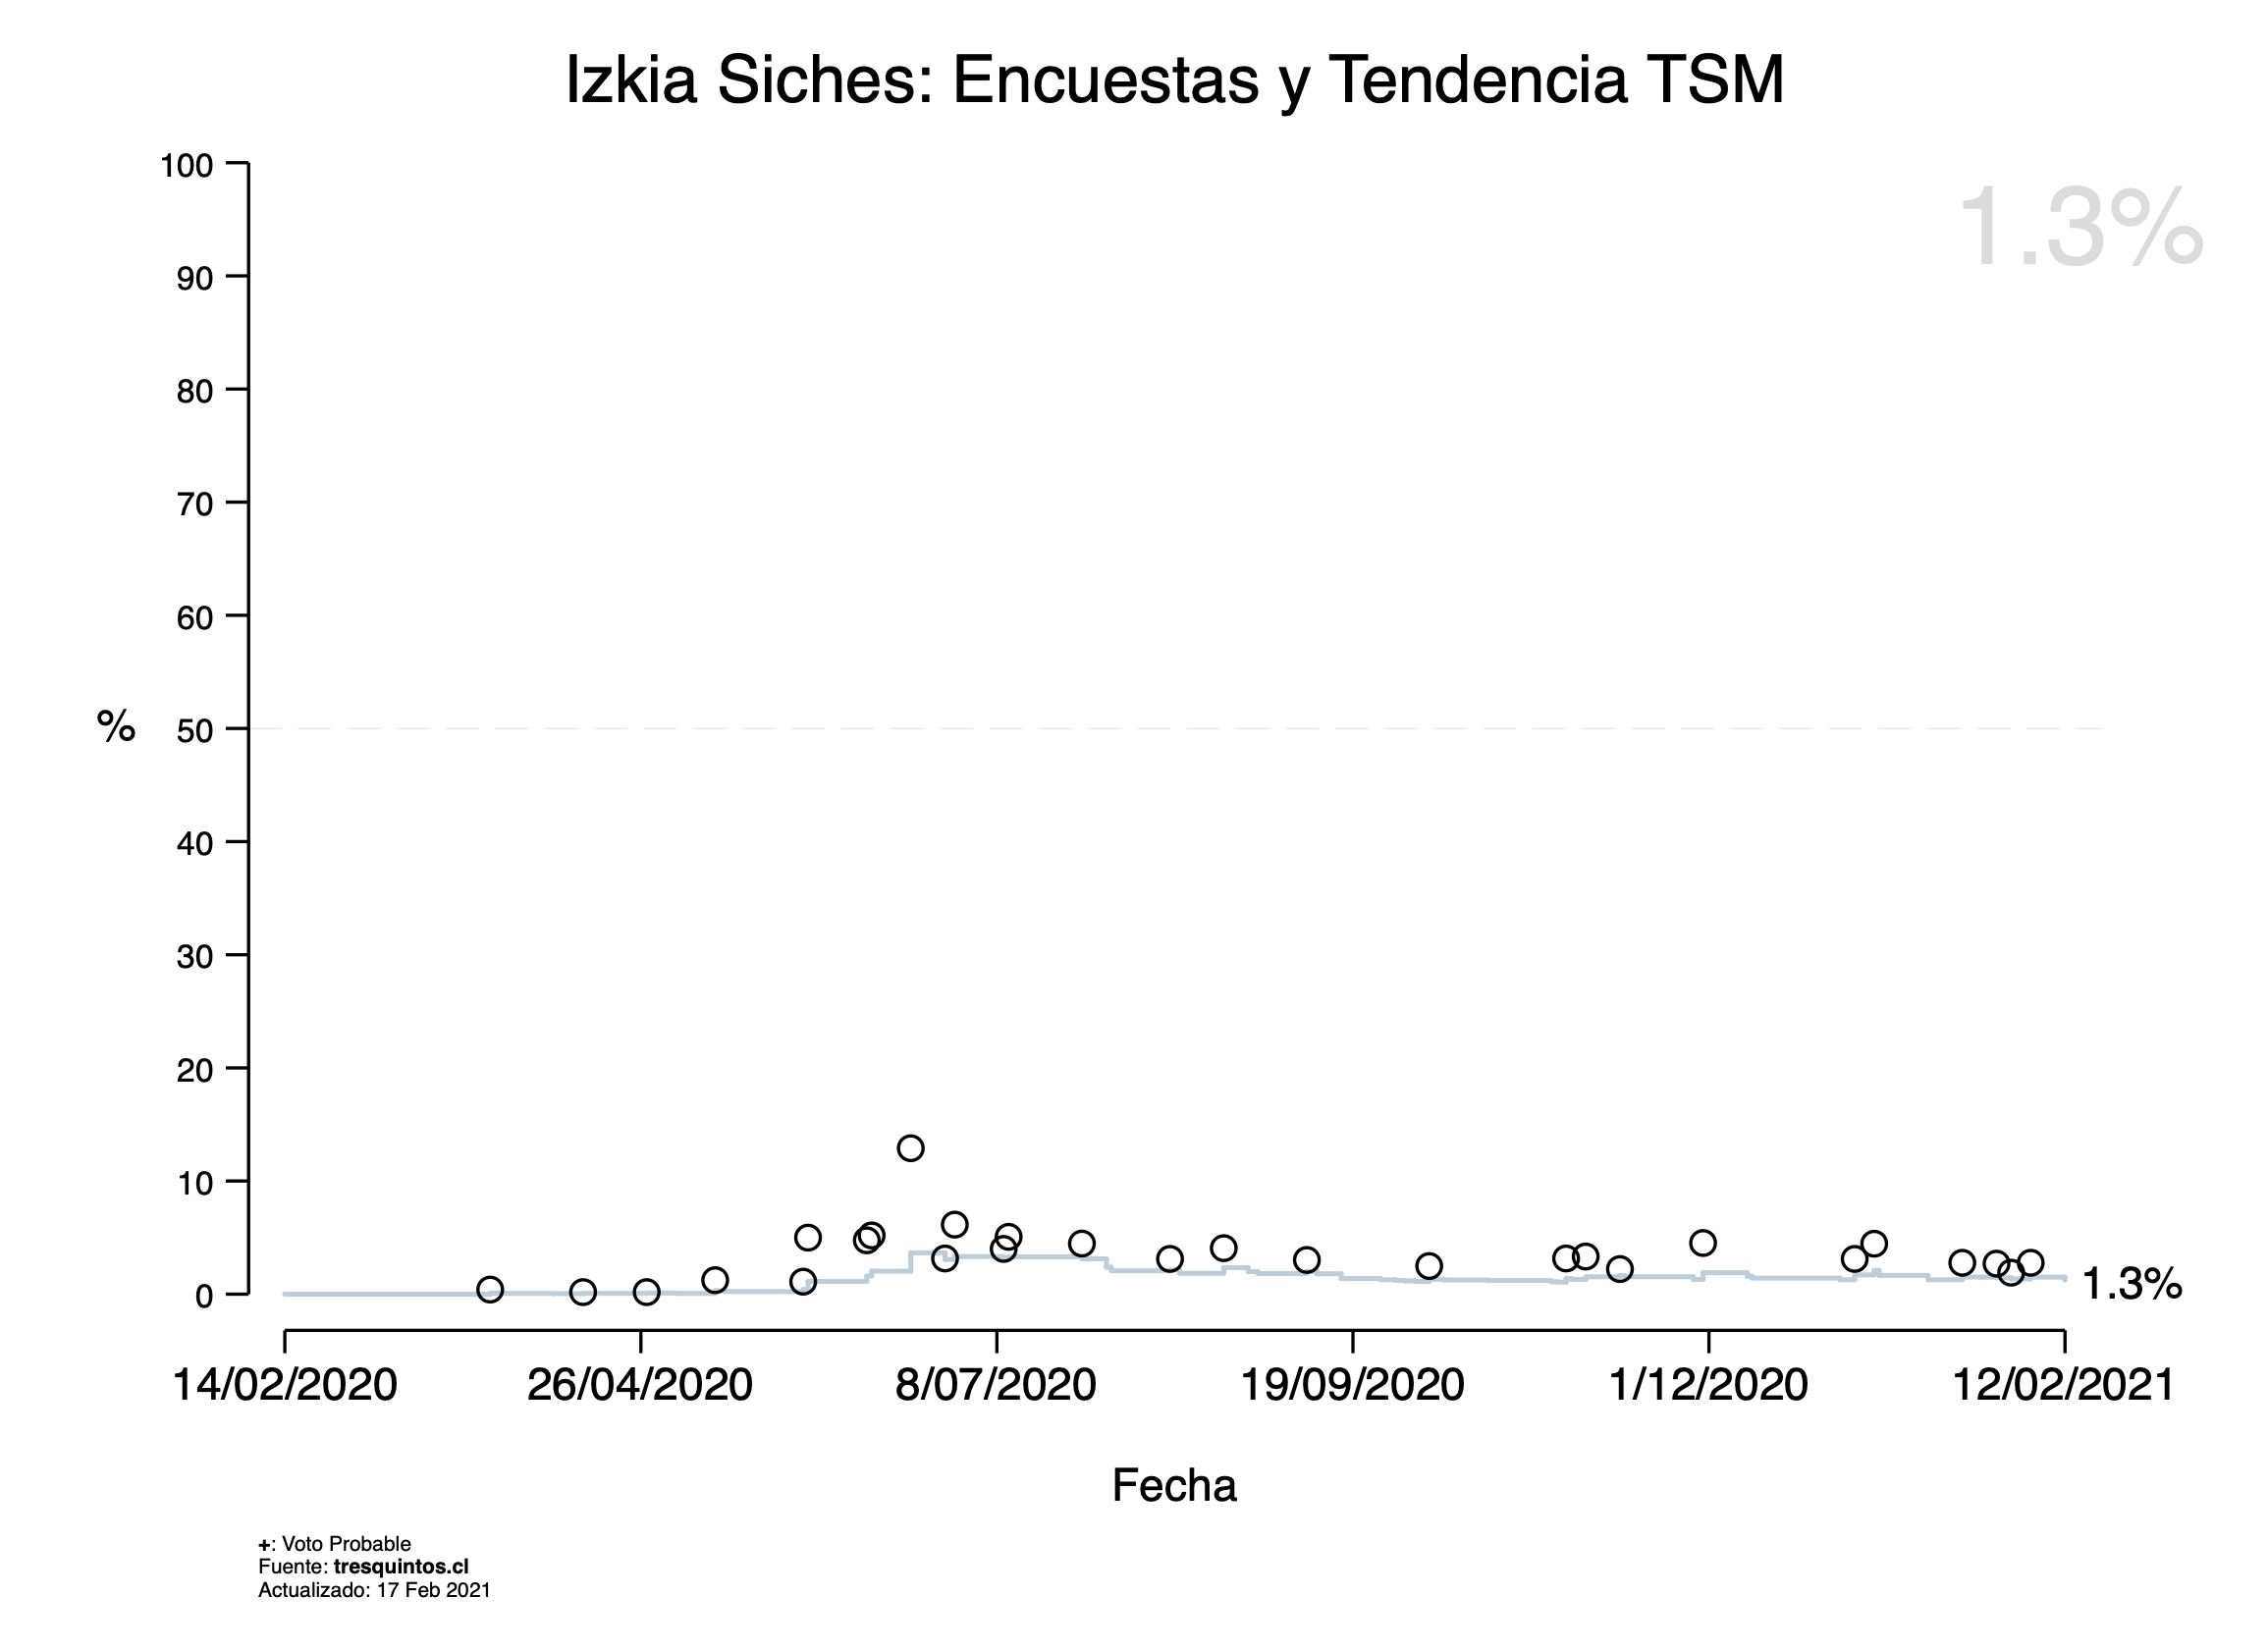 Izkia Siches: Encuestas y Tendencia TSM
1.3%
100
90
80
70
60
% 50
40
30
20
10
0
1.3%
14/02/2020 26/04/2020 8/07/2020 19/09/2020 1/12/2020 12/02/2021
Fecha
+: Voto Probable
Fuente: tresquintos.cl
Actualizado: 17 Feb 2021